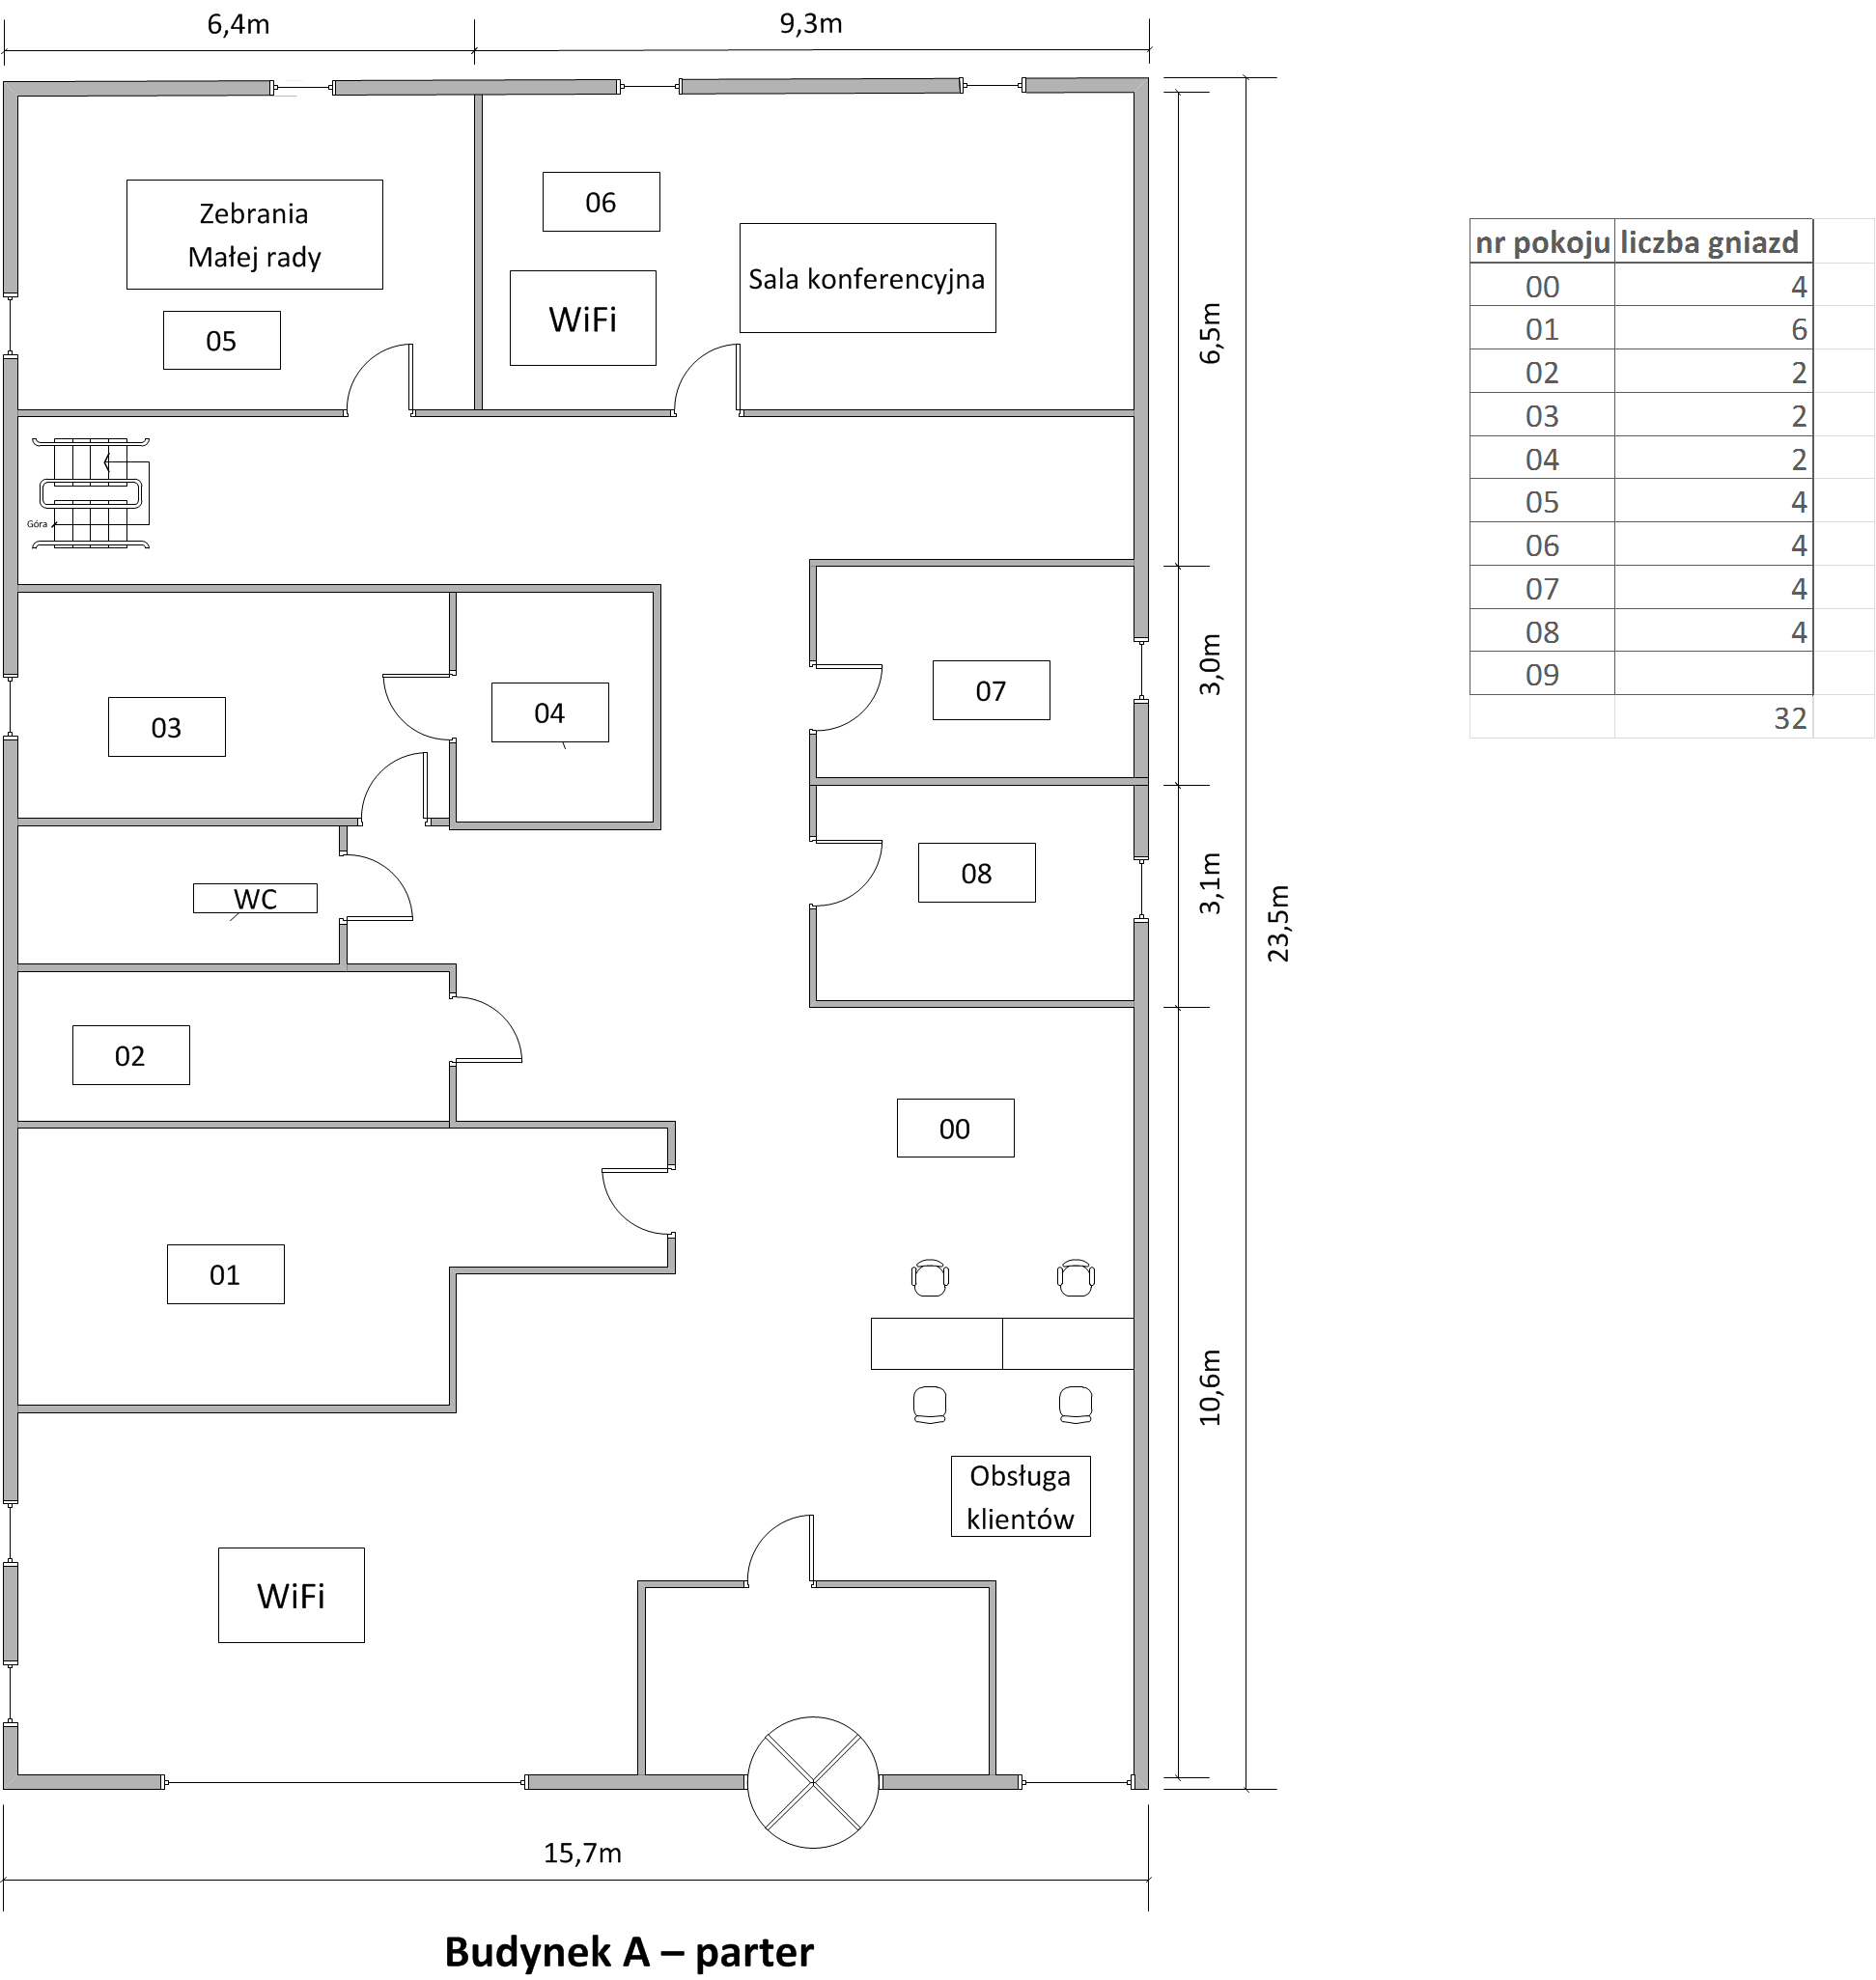 6,4m
9,3m
Zebrania
Małej rady
05
06
WiFi
Sala konferencyjna
6,5m
Góra
03
04
07
3,0m
WC
08
3,1m
23,5m
02
00
01
10,6m
Obsługa
klientów
WiFi
15,7m
Budynek A – parter
nr pokoju liczba gniazd
00 4
01 6
02 2
03 2
04 2
05 4
06 4
07 4
08 4
09
32